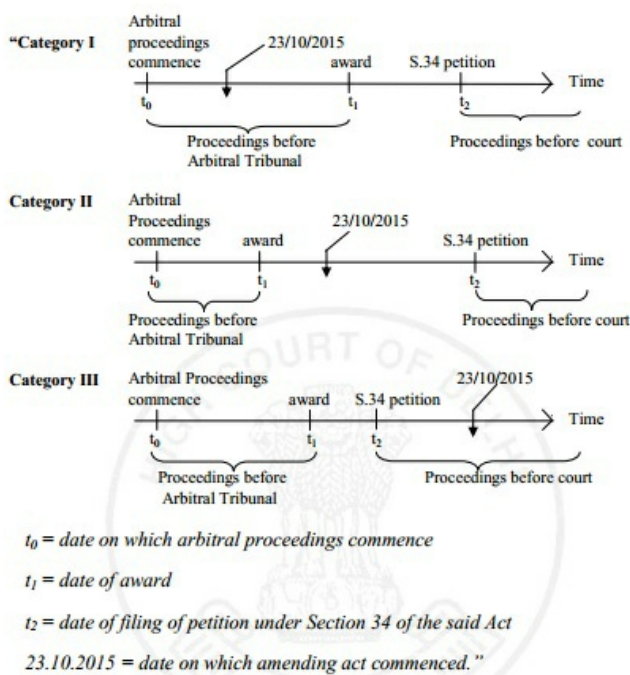 Arbitral
“Category I proceedings 23/10/2015
commence award S.34 petition
Time
t0 t1 t2
Proceedings before Proceedings before court
Arbitral Tribunal
Category II Arbitral
Proceedings 23/10/2015
commence award S.34 petition
Time
t0 t1 t2
Proceedings before Proceedings before court
Arbitral Tribunal
Category III Arbitral Proceedings 23/10/2015
commence award S.34 petition
Time
t0 t1 t2
Proceedings before Proceedings before court
Arbitral Tribunal
HIGH COURT OF DELHI
t0 = date on which arbitral proceedings commence
t1 = date of award
t2 = date of filing of petition under Section 34 of the said Act
23.10.2015 = date on which amending act commenced.”